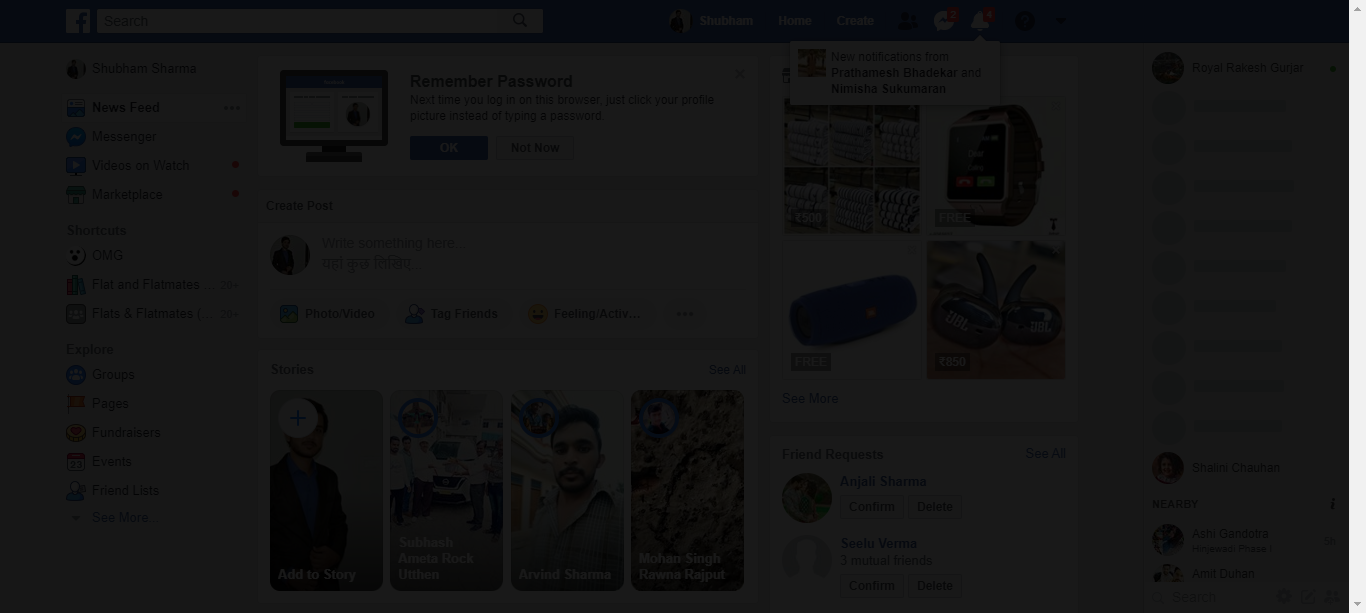 Search
Shubham
Home
Create
2
4
New notifications from
Prathamesh Bhadekar and
Nimisha Sukumaran
Shubham Sharma
News Feed
Messenger
Videos on Watch
Marketplace
Shortcuts
OMG
Flat and Flatmates ... 20+
Flats & Flatmates (... 20+
Explore
Groups
Pages
Fundraisers
23 Events
Friend Lists
See More...
Remember Password
Next time you log in on this browser, just click your profile
picture instead of typing a password.
OK
Not Now
Create Post
Write something here...
यहां कुछ लिखिए...
Photo/Video
Tag Friends
Feeling/Activ...
Stories
See All
Add to Story
Subhash
Ameta Rock
Utthen
Arvind Sharma
Mohan Singh
Rawna Rajput
₹500
FREE
JBL
JBL
FREE
₹850
See More
Friend Requests
See All
Anjali Sharma
Confirm
Delete
Seelu Verma
3 mutual friends
Confirm
Delete
Royal Rakesh Gurjar
Shalini Chauhan
NEARBY
Ashi Gandotra
Hinjewadi Phase I
5h
Amit Duhan
Search